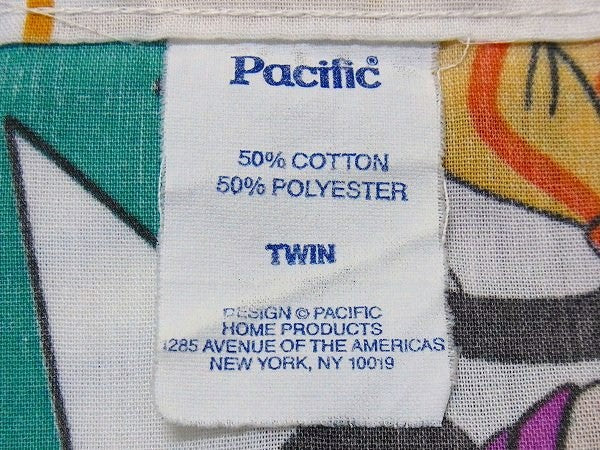 Pacific®
50% COTTON
50% POLYESTER
TWIN
DESIGN © PACIFIC
HOME PRODUCTS
1285 AVENUE OF THE AMERICAS
NEW YORK, NY 10019